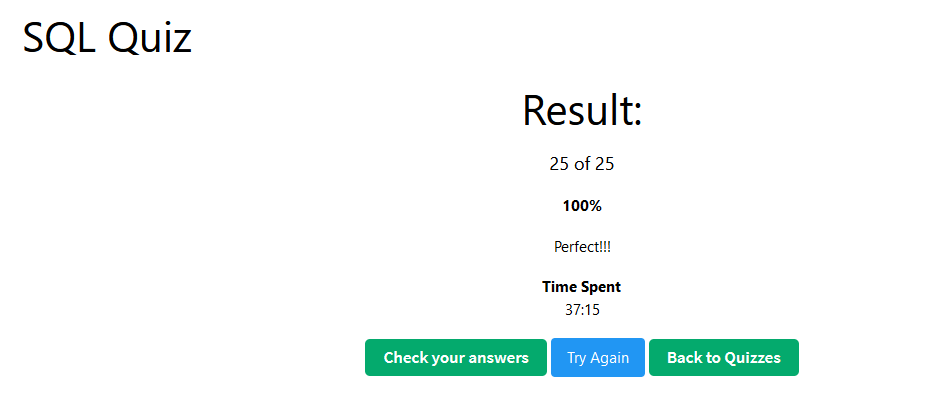 SQL Quiz
Result:
25 of 25
100%
Perfect!!!
Time Spent
37:15
Check your answers Try Again Back to Quizzes